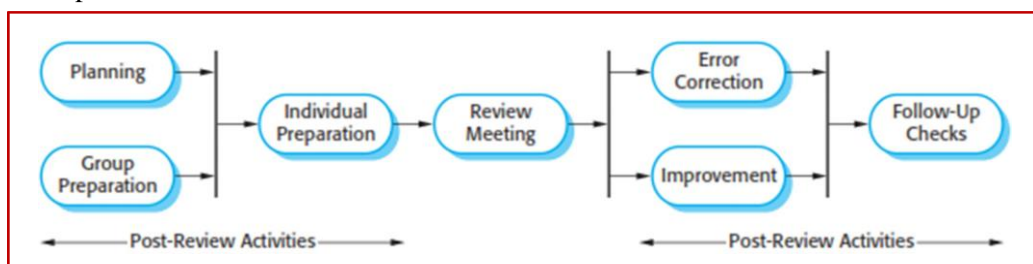 Planning
Group
Preparation
Individual
Preparation
Review
Meeting
Error
Correction
Improvement
Follow-Up
Checks
Post-Review Activities
Post-Review Activities